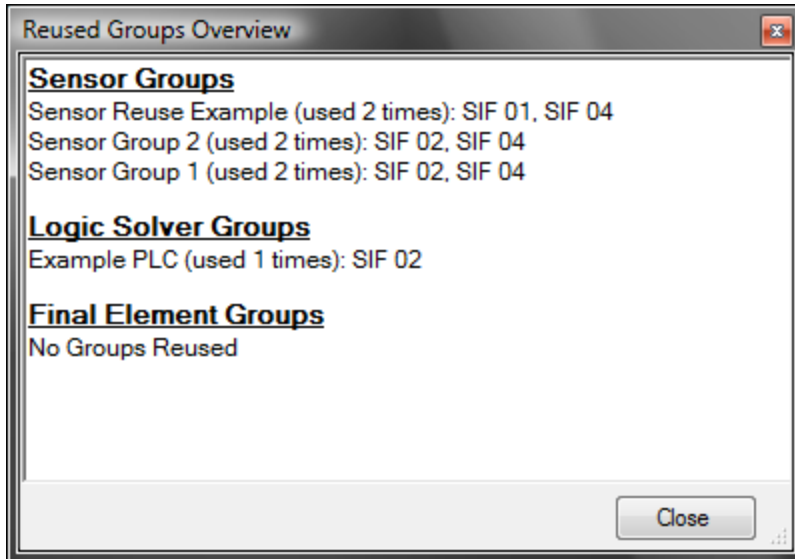 Reused Groups Overview
Sensor Groups
Sensor Reuse Example (used 2 times): SIF 01, SIF 04
Sensor Group 2 (used 2 times): SIF 02, SIF 04
Sensor Group 1 (used 2 times): SIF 02, SIF 04
Logic Solver Groups
Example PLC (used 1 times): SIF 02
Final Element Groups
No Groups Reused
Close